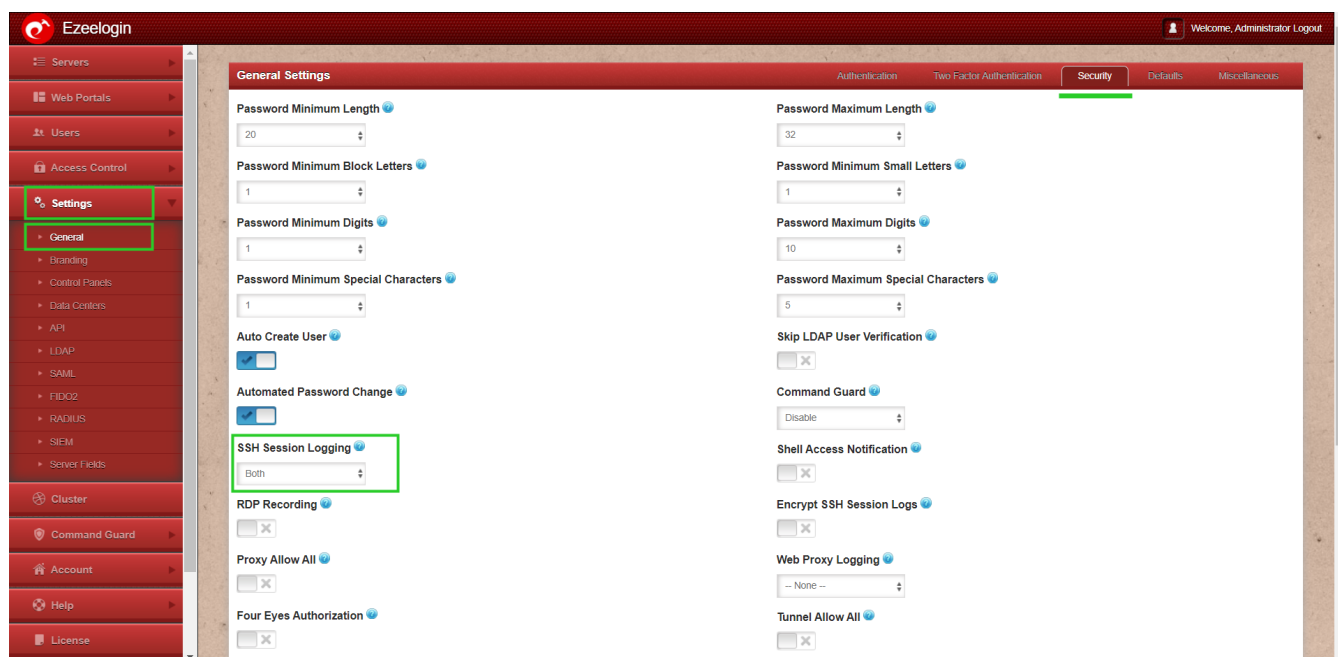 Ezeelogin
Welcome, Administrator Logout
Servers
Web Portals
Users
Access Control
Settings
General
Branding
Control Panels
Data Centers
API
LDAP
SAML
FIDO2
RADIUS
SIEM
Server Fields
Cluster
Command Guard
Account
Help
License
General Settings
Authentication
Two Factor Authentication
Security
Defaults
Miscellaneous
Password Minimum Length
Password Maximum Length
20
32
Password Minimum Block Letters
Password Minimum Small Letters
1
1
Password Minimum Digits
Password Maximum Digits
1
10
Password Minimum Special Characters
Password Maximum Special Characters
1
5
Auto Create User
Skip LDAP User Verification
Automated Password Change
Command Guard
Disable
SSH Session Logging
Shell Access Notification
Both
RDP Recording
Encrypt SSH Session Logs
Proxy Allow All
Web Proxy Logging
-- None --
Four Eyes Authorization
Tunnel Allow All